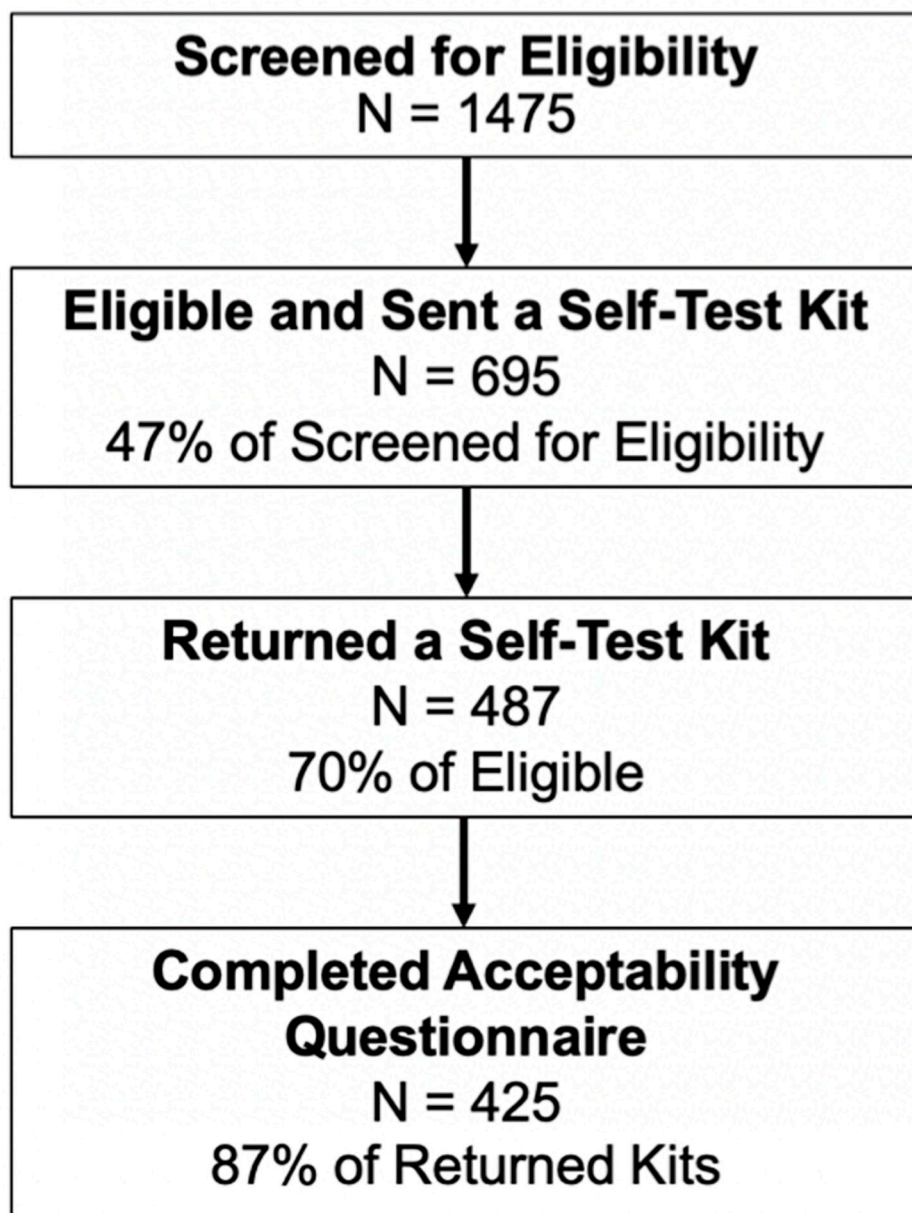 Screened for Eligibility
N = 1475
Eligible and Sent a Self-Test Kit
N = 695
47% of Screened for Eligibility
Returned a Self-Test Kit
N = 487
70% of Eligible
Completed Acceptability
Questionnaire
N = 425
87% of Returned Kits